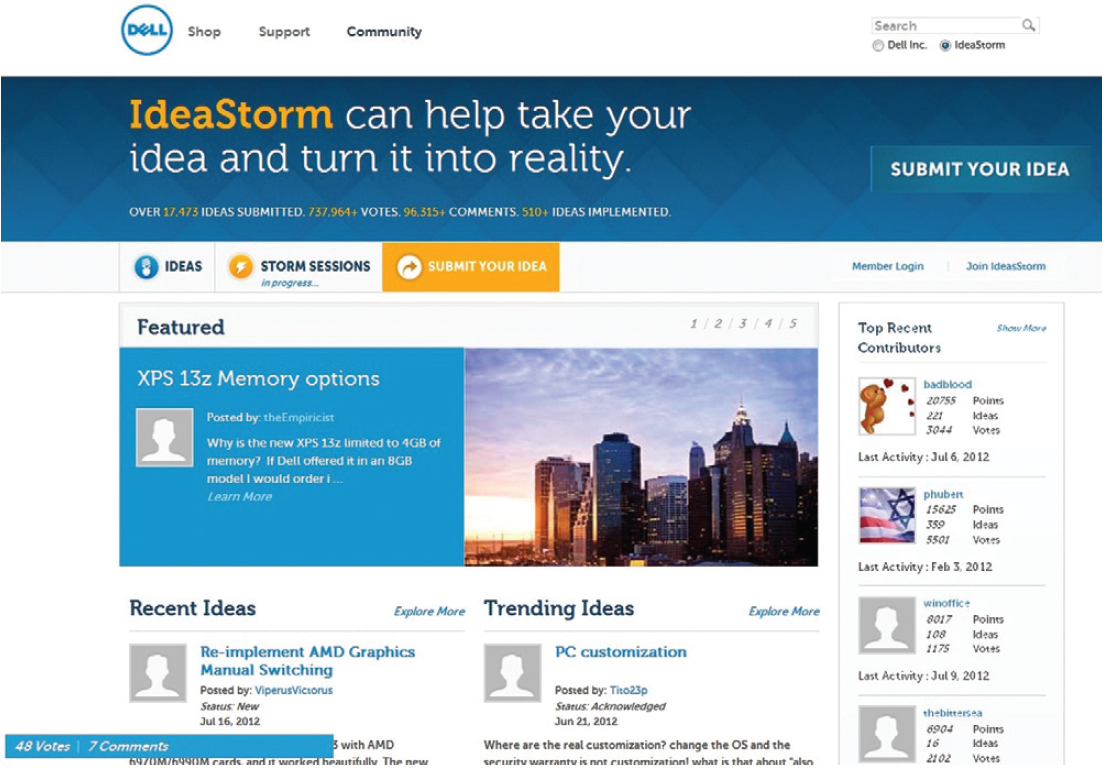 DELL
Shop
Support
Community
Search
Dell Inc.
IdeaStorm
IdeaStorm can help take your
idea and turn it into reality.
SUBMIT YOUR IDEA
OVER 17,473 IDEAS SUBMITTED. 737,964+ VOTES. 96,315+ COMMENTS. 510+ IDEAS IMPLEMENTED.
IDEAS
STORM SESSIONS
in progress...
SUBMIT YOUR IDEA
Member Login
Join IdeasStorm
Featured
1 / 2 / 3 / 4 / 5
XPS 13z Memory options
Posted by: theEmpiricist
Why is the new XPS 13z limited to 4GB of
memory? If Dell offered it in an 8GB
model I would order i ...
Learn More
Recent Ideas
Explore More
Re-implement AMD Graphics
Manual Switching
Posted by: ViperusVictorus
Status: New
Jul 16, 2012
48 Votes | 7 Comments
3 with AMD
6970M/6990M cards, and it worked beautifully. The new
Trending Ideas
Explore More
PC customization
Posted by: Tito23p
Status: Acknowledged
Jun 21, 2012
Where are the real customization? change the OS and the
security warranty is not customization! what is that about "also
Top Recent
Contributors
Show More
badblood
20755 Points
221 Ideas
3044 Votes
Last Activity : Jul 6, 2012
phubert
15625 Points
359 Ideas
5501 Votes
Last Activity : Feb 3, 2012
winoffice
8017 Points
108 Ideas
1175 Votes
Last Activity : Jul 9, 2012
thebittersea
6904 Points
16 Ideas
2102 Votes